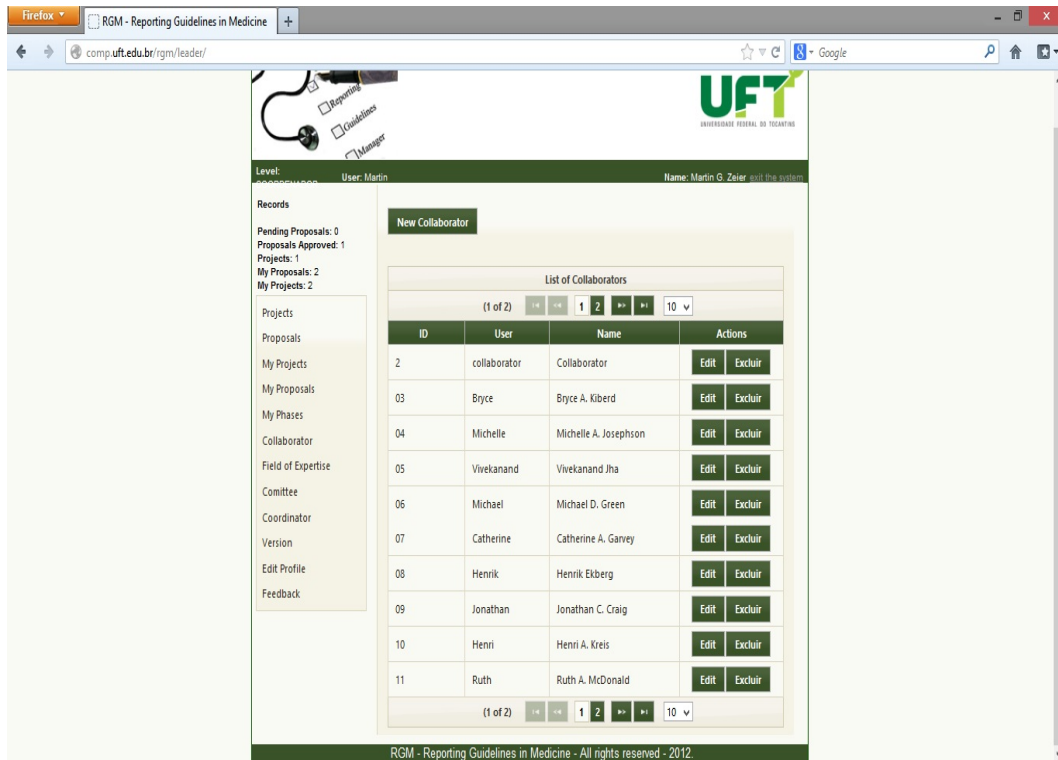 Firefox
RGM - Reporting Guidelines in Medicine
+
comp.uft.edu.br/rgm/leader/
Google
Reporting
Guidelines
Manager
UFT
UNIVERSIDADE FEDERAL DO TOCANTINS
Level:
COORDENADOR
User: Martin
Name: Martin G. Zeier exit the system
Records
Pending Proposals: 0
Proposals Approved: 1
Projects: 1
My Proposals: 2
My Projects: 2
Projects
Proposals
My Projects
My Proposals
My Phases
Collaborator
Field of Expertise
Comittee
Coordinator
Version
Edit Profile
Feedback
New Collaborator
List of Collaborators
(1 of 2) 1 2 10
ID User Name Actions
2 collaborator Collaborator Edit Excluir
03 Bryce Bryce A. Kiberd Edit Excluir
04 Michelle Michelle A. Josephson Edit Excluir
05 Vivekanand Vivekanand Jha Edit Excluir
06 Michael Michael D. Green Edit Excluir
07 Catherine Catherine A. Garvey Edit Excluir
08 Henrik Henrik Ekberg Edit Excluir
09 Jonathan Jonathan C. Craig Edit Excluir
10 Henri Henri A. Kreis Edit Excluir
11 Ruth Ruth A. McDonald Edit Excluir
(1 of 2) 1 2 10
RGM - Reporting Guidelines in Medicine - All rights reserved - 2012.